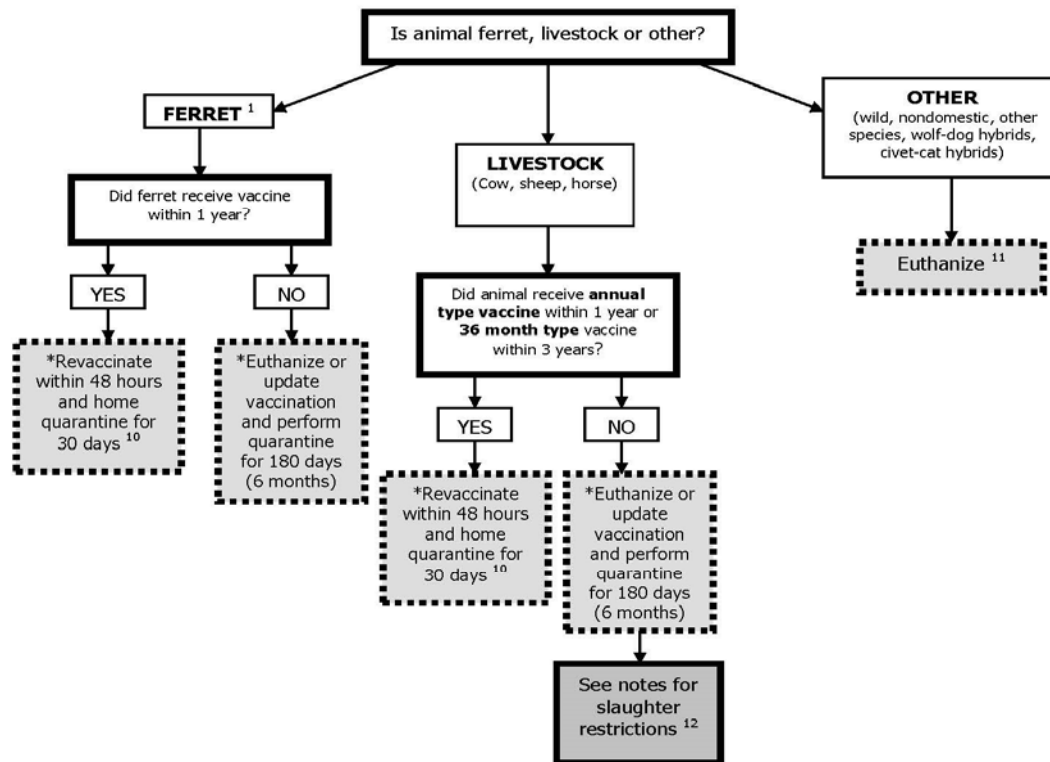 Is animal ferret, livestock or other?
FERRET 1
OTHER
(wild, nondomestic, other
species, wolf-dog hybrids,
civet-cat hybrids)
LIVESTOCK
(Cow, sheep, horse)
Did ferret receive vaccine
within 1 year?
Euthanize 11
YES
NO
Did animal receive annual
type vaccine within 1 year or
36 month type vaccine
within 3 years?
*Revaccinate
within 48 hours
and home
quarantine for
30 days 10
*Euthanize or
update
vaccination
and perform
quarantine
for 180 days
(6 months)
YES
NO
*Revaccinate
within 48 hours
and home
quarantine for
30 days 10
*Euthanize or
update
vaccination
and perform
quarantine
for 180 days
(6 months)
See notes for
slaughter
restrictions 12